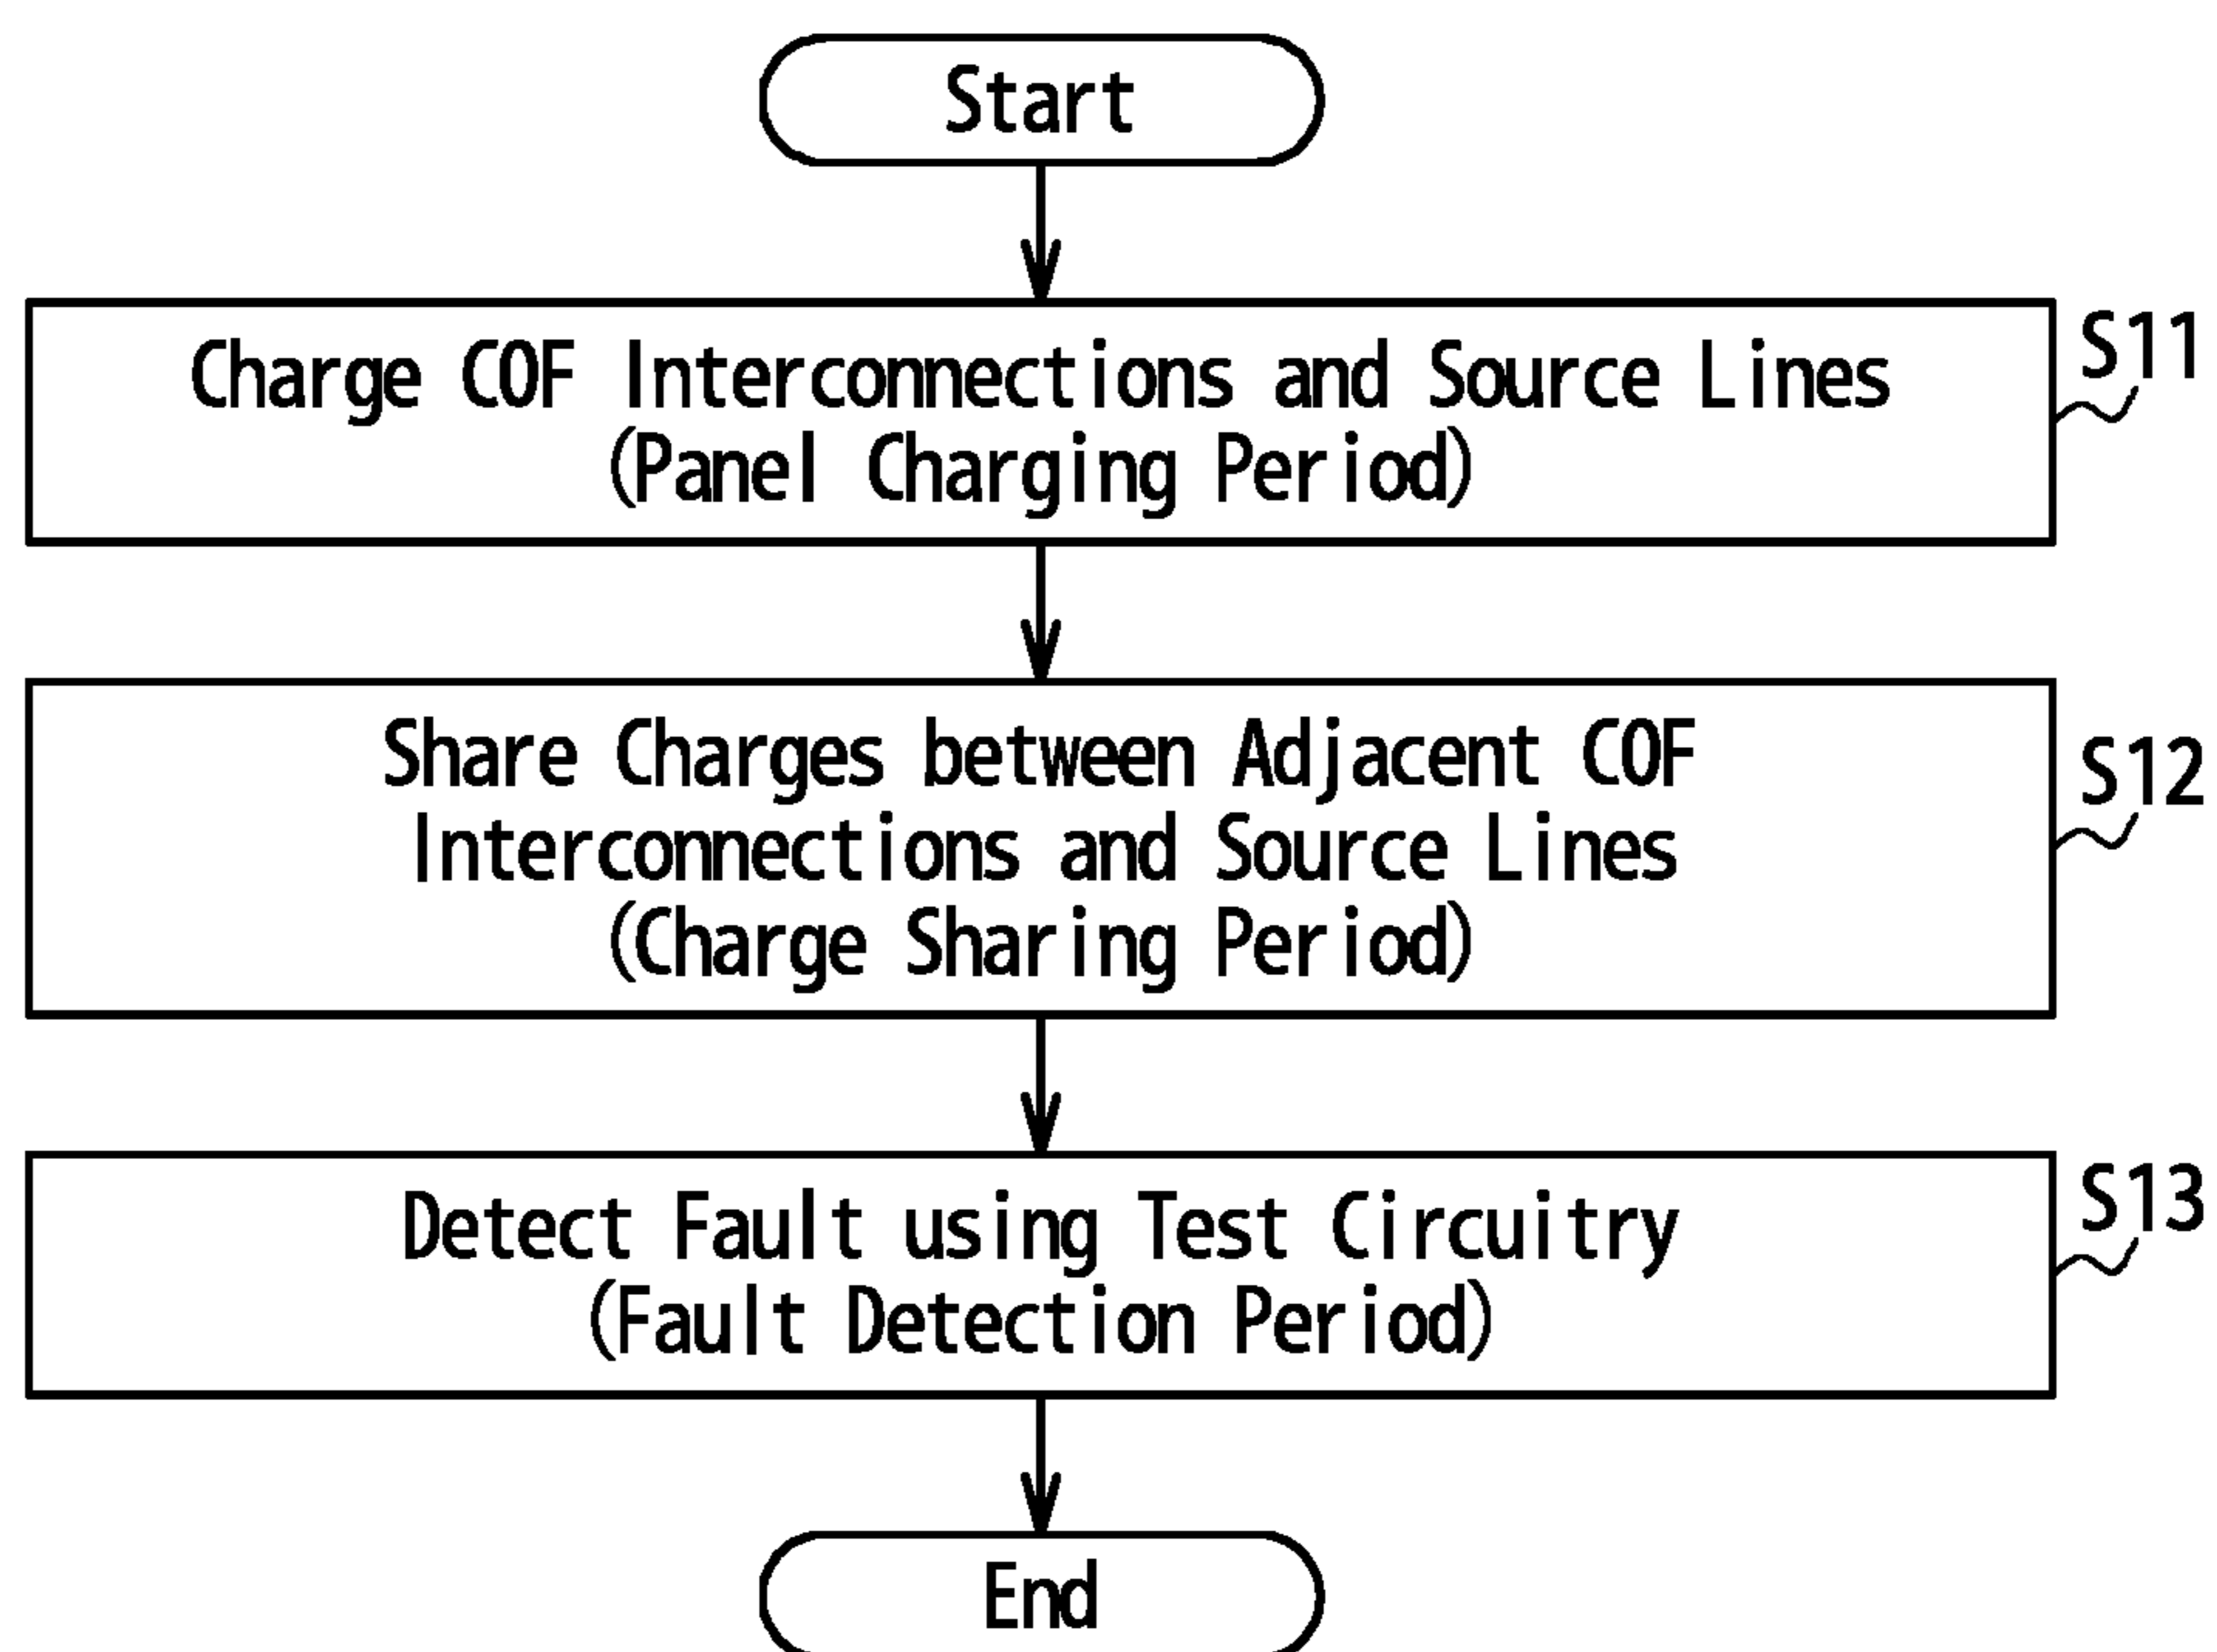 Start
Charge COF Interconnections and Source Lines
(Panel Charging Period)
S11
Share Charges between Adjacent COF
Interconnections and Source Lines
(Charge Sharing Period)
S12
Detect Fault using Test Circuitry
(Fault Detection Period)
S13
End